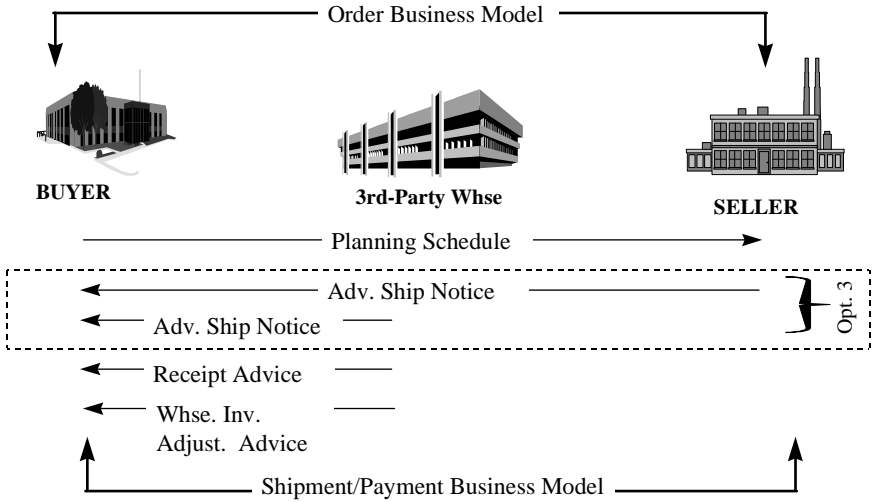 Order Business Model
BUYER
3rd-Party Whse
SELLER
Planning Schedule
Adv. Ship Notice
Adv. Ship Notice
Opt. 3
Receipt Advice
Whse. Inv.
Adjust. Advice
Shipment/Payment Business Model